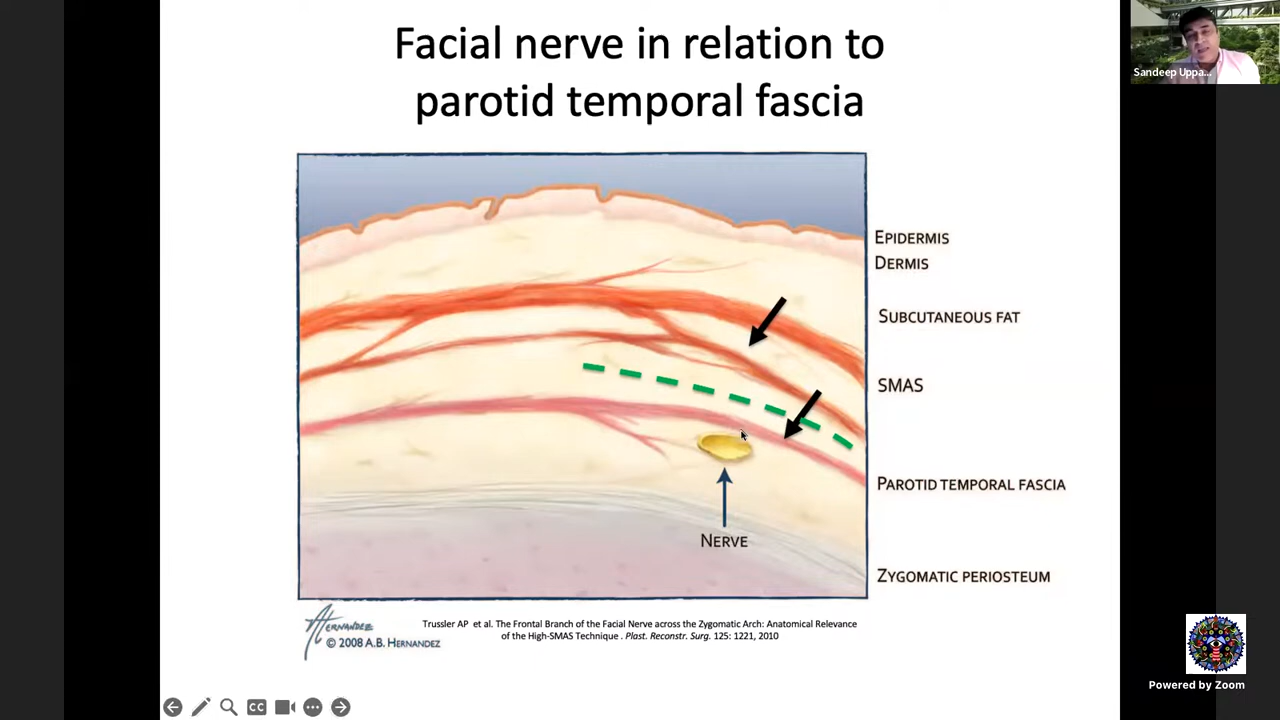 Facial nerve in relation to
parotid temporal fascia
Sandeep Uppa...
EPIDERMIS
DERMIS
SUBCUTANEOUS FAT
SMAS
PAROTID TEMPORAL FASCIA
NERVE
ZYGOMATIC PERIOSTEUM
HERNANDEZ
© 2008 A.B. HERNANDEZ
Trussler AP et al. The Frontal Branch of the Facial Nerve across the Zygomatic Arch: Anatomical Relevance
of the High-SMAS Technique . Plast. Reconstr. Surg. 125: 1221, 2010
CC
Powered by Zoom